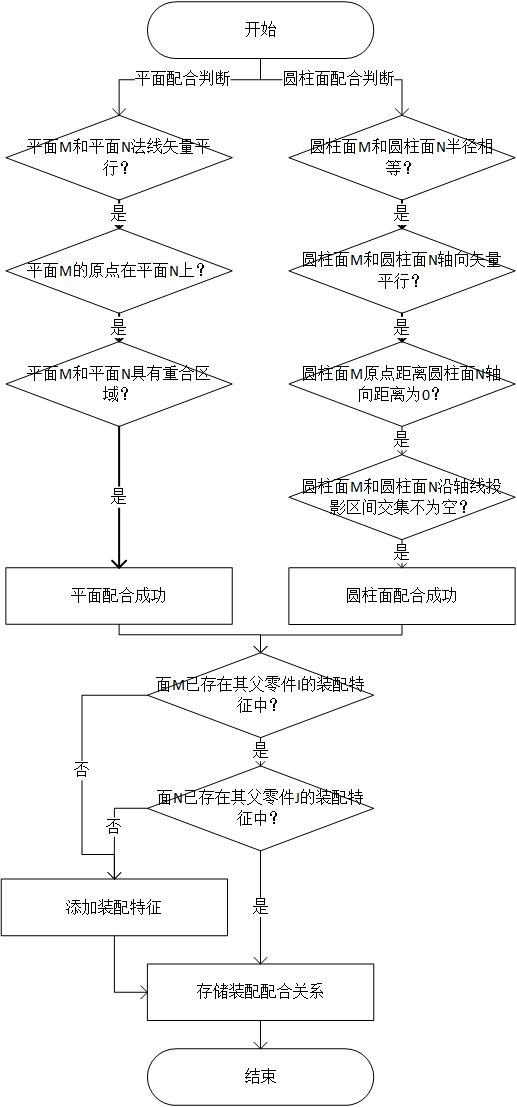 开始
平面配合判断
圆柱面配合判断
平面M和平面N法线矢量平
行？
圆柱面M和圆柱面N半径相
等？
是
是
平面M的原点在平面N上？
圆柱面M和圆柱面N轴向矢量
平行？
是
是
平面M和平面N具有重合区
域？
圆柱面M原点距离圆柱面N轴
向距离为0？
是
是
圆柱面M和圆柱面N沿轴线投
影区间交集不为空？
是
平面配合成功
圆柱面配合成功
面M已存在其父零件I的装配特
征中？
否
是
面N已存在其父零件J的装配特
征中？
否
是
添加装配特征
存储装配配合关系
结束